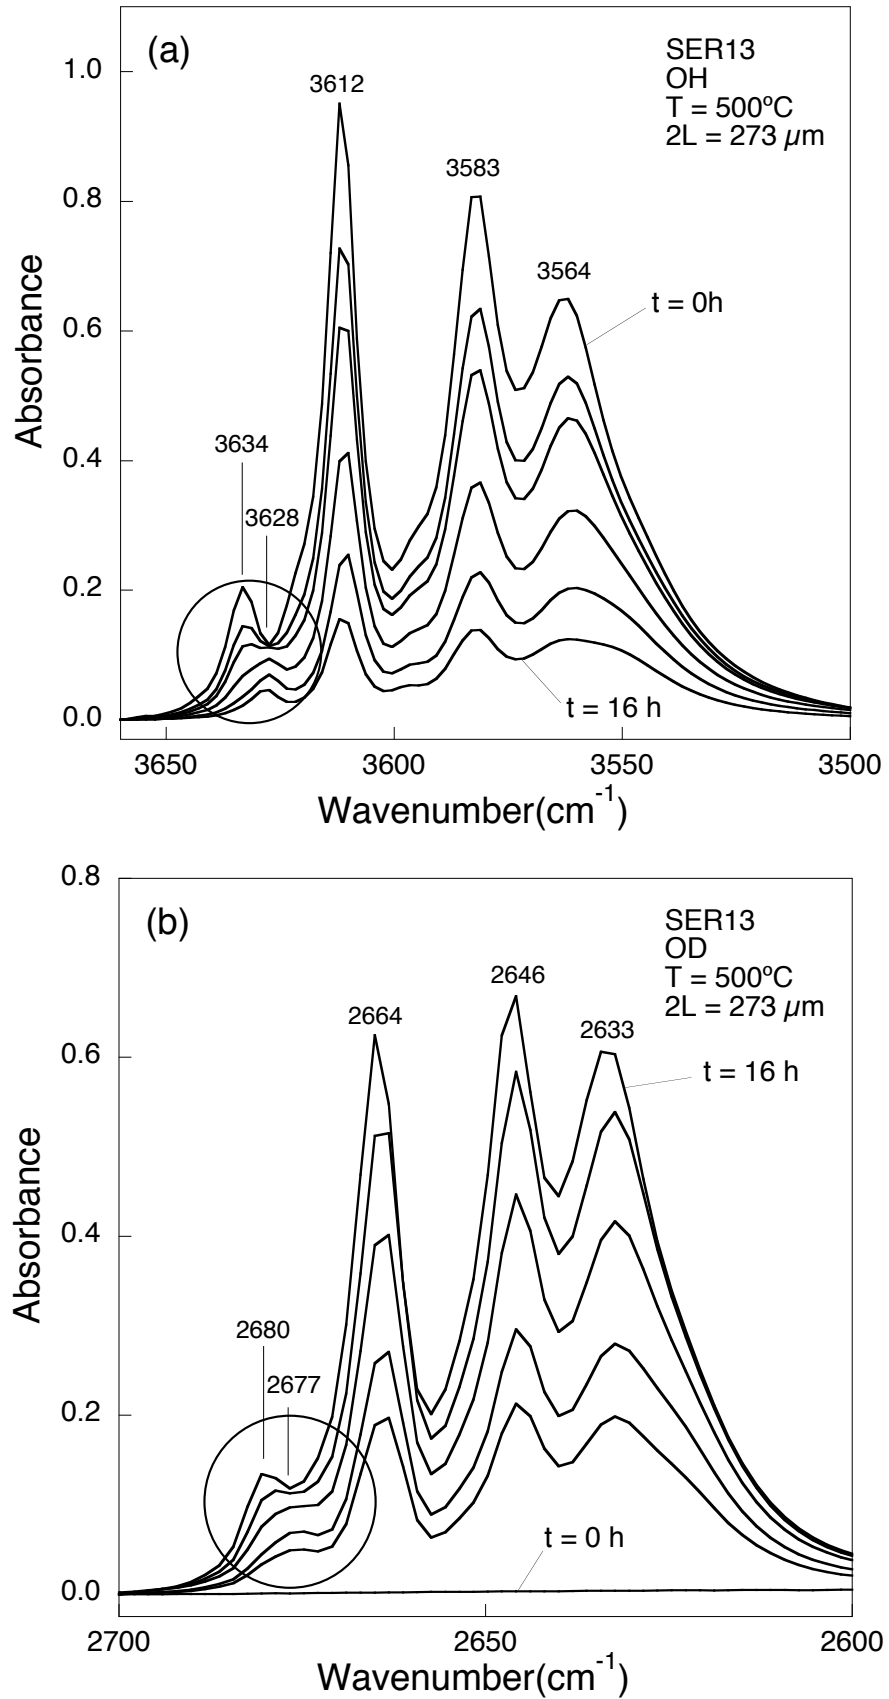 (a)
SER13
OH
T = 500ºC
2L = 273 µm
1.0
3612
3583
0.8
3564
t = 0h
0.6
Absorbance
3634
0.4
3628
0.2
t = 16 h
0.0
3650 3600 3550 3500
Wavenumber(cm-1)
0.8
(b)
SER13
OD
T = 500ºC
2L = 273 µm
2646
2664
2633
t = 16 h
0.6
Absorbance
0.4
2680
2677
0.2
t = 0 h
0.0
2700 2650 2600
Wavenumber(cm-1)